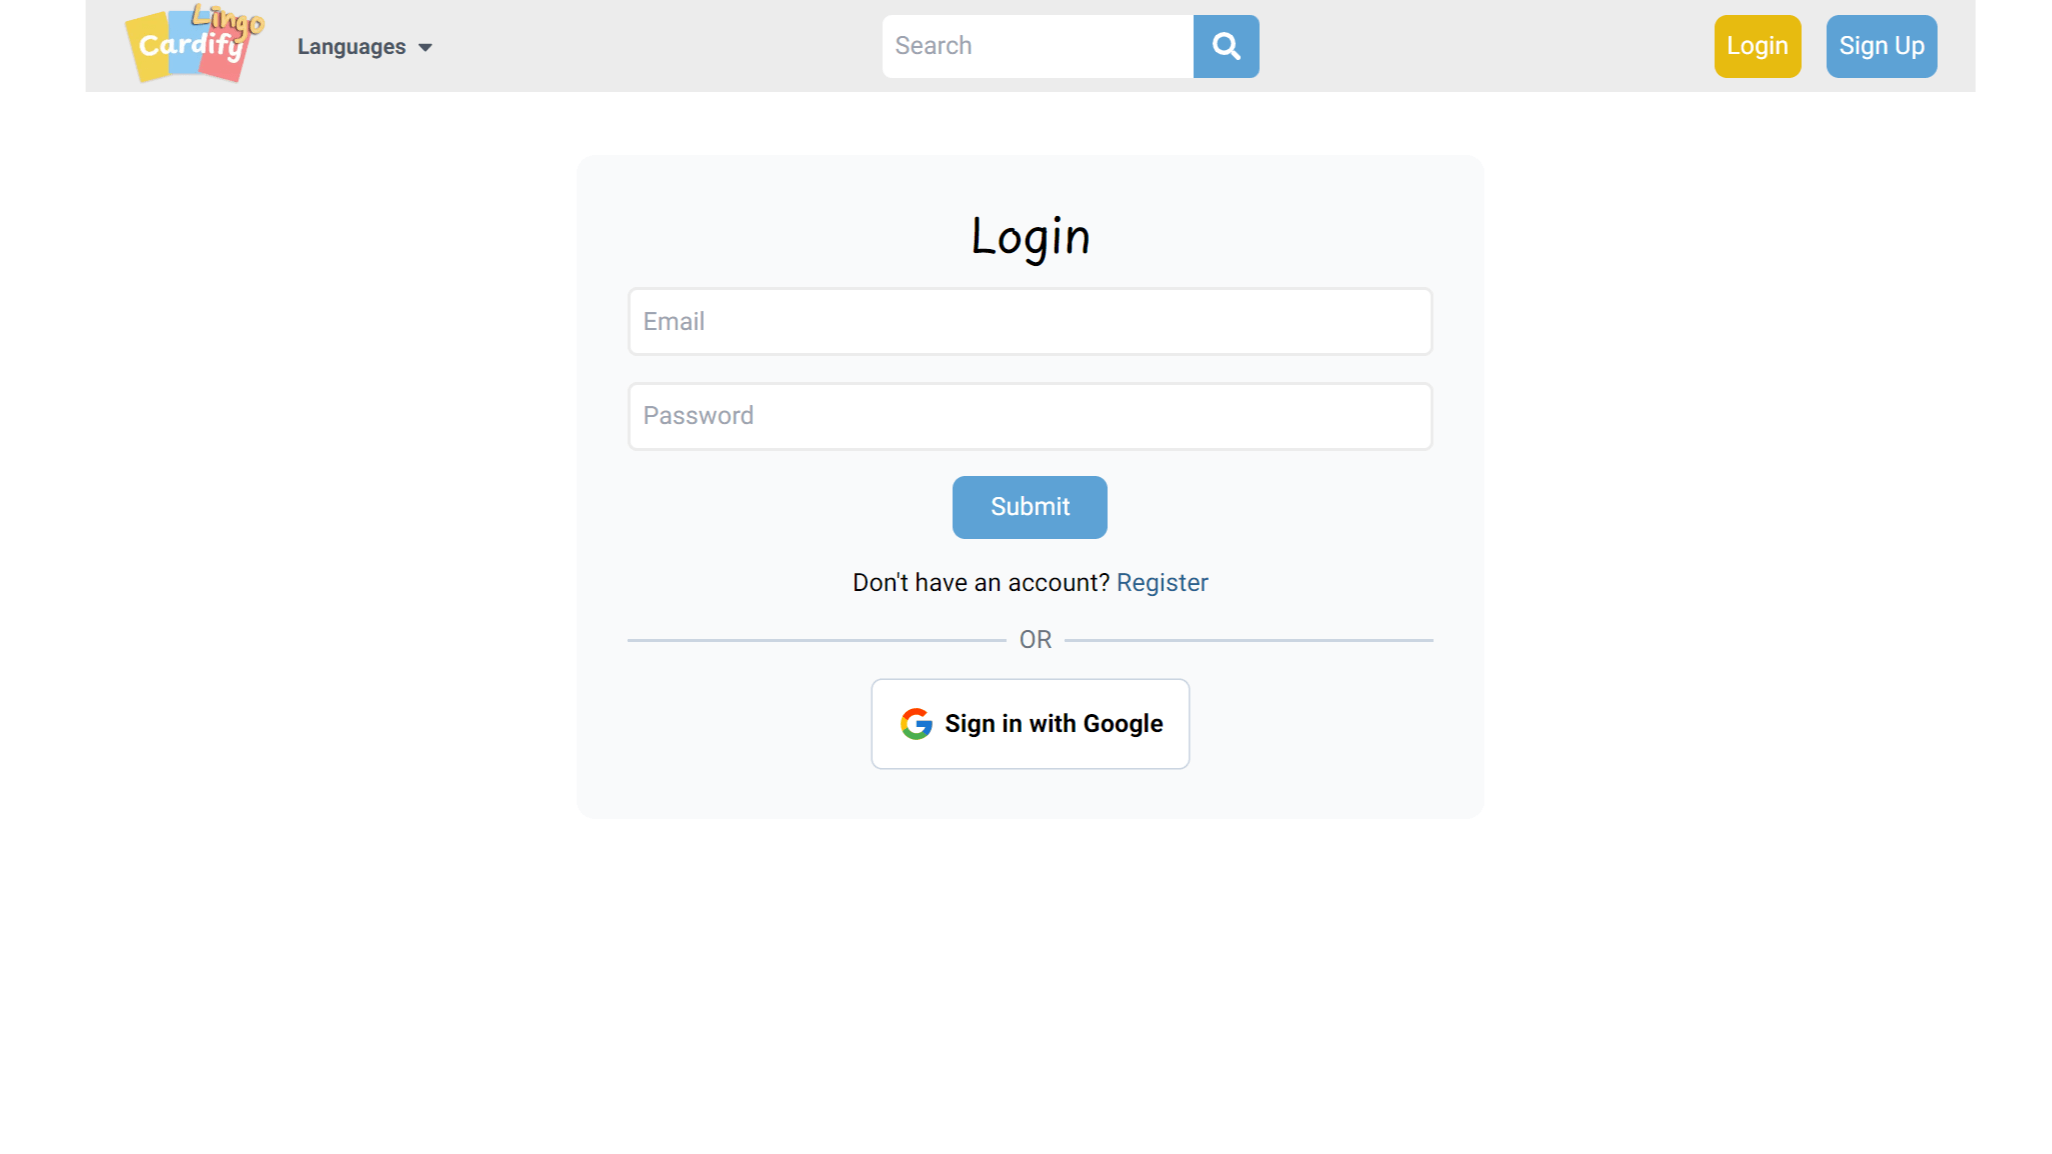 Lingo
Cardify
Languages
Search
Login
Sign Up
Login
Email
Password
Submit
Don't have an account? Register
OR
Sign in with Google